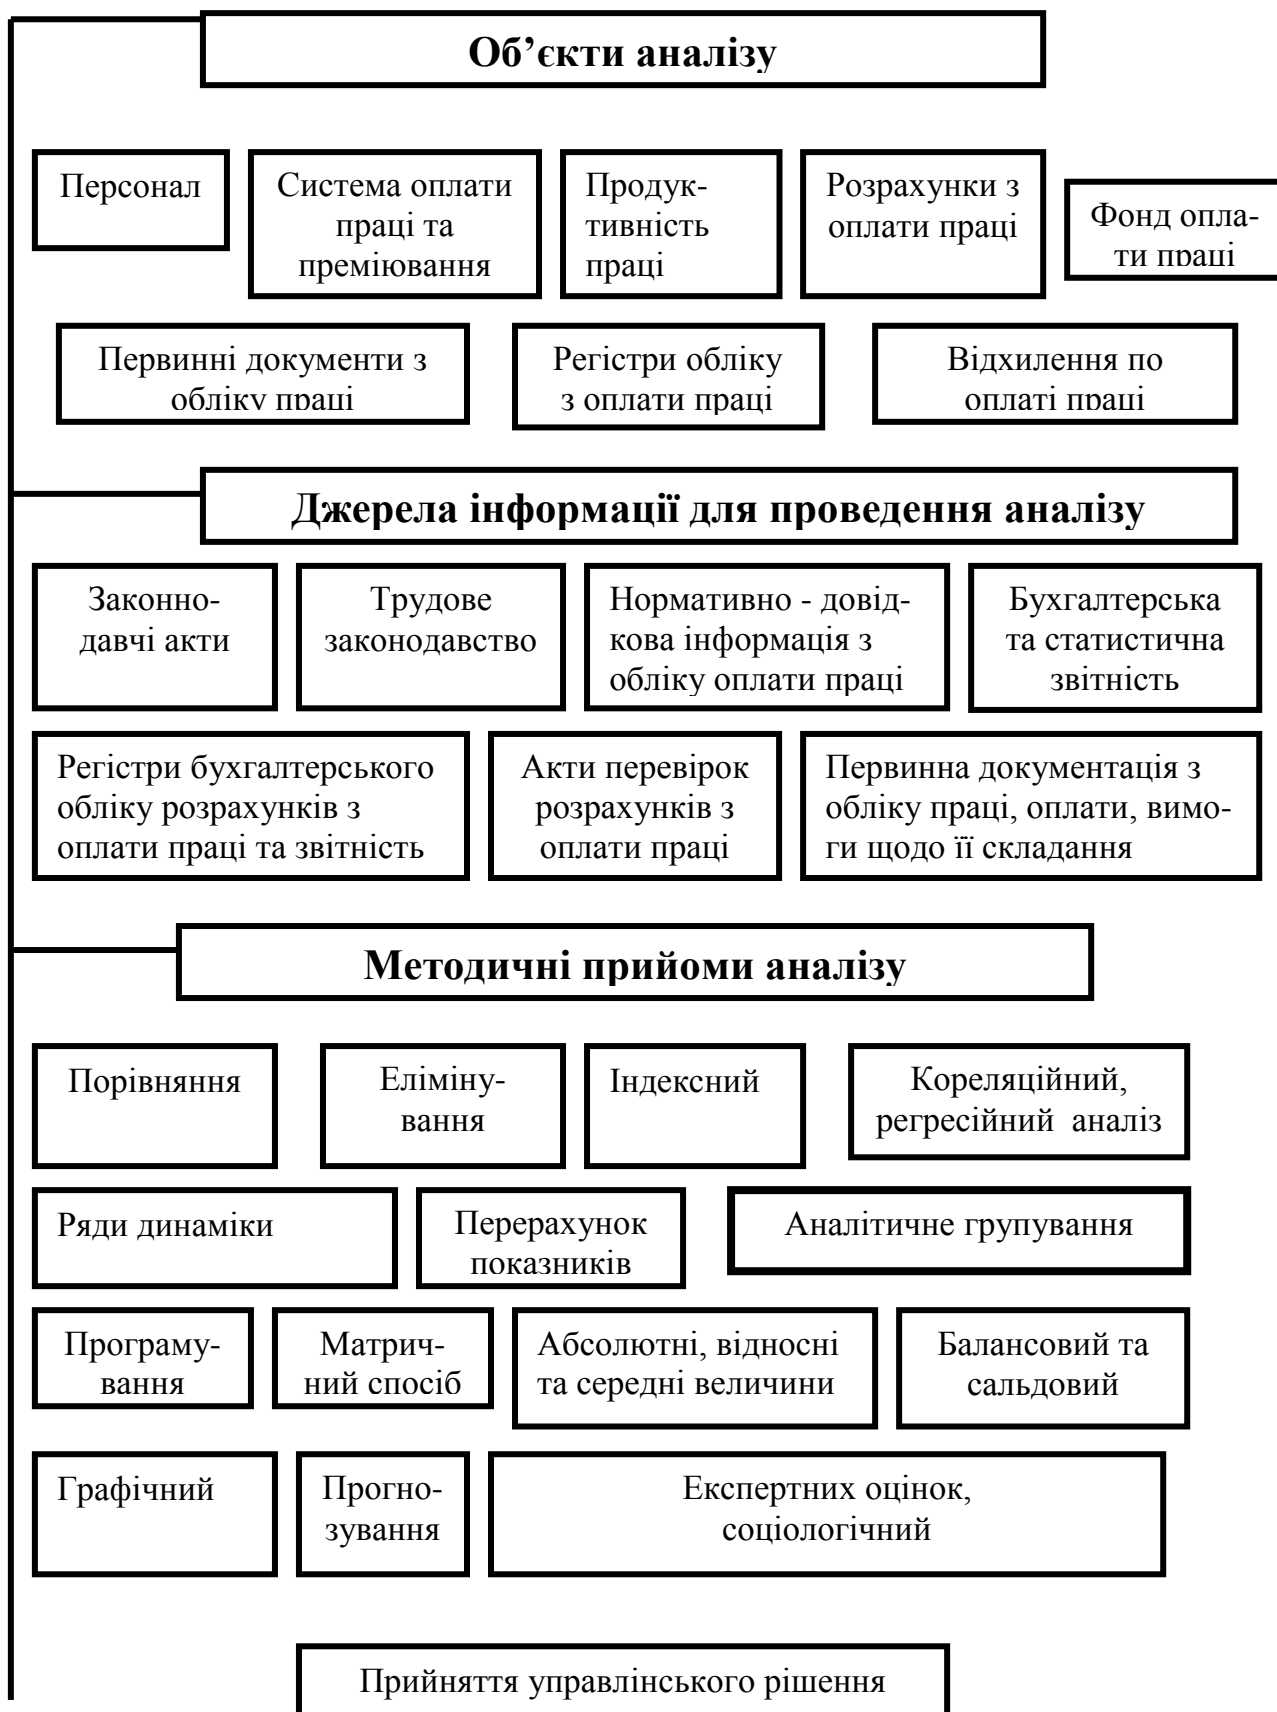 Об’єкти аналізу
Персонал
Система оплати
праці та
преміювання
Продук-
тивність
праці
Розрахунки з
оплати праці
Фонд опла-
ти праці
Первинні документи з
обліку праці
Регістри обліку
з оплати праці
Відхилення по
оплаті праці
Джерела інформації для проведення аналізу
Законно-
давчі акти
Трудове
законодавство
Нормативно - довід-
кова інформація з
обліку оплати праці
Бухгалтерська
та статистична
звітність
Регістри бухгалтерського
обліку розрахунків з
оплати праці та звітність
Акти перевірок
розрахунків з
оплати праці
Первинна документація з
обліку праці, оплати, вимо-
ги щодо її складання
Методичні прийоми аналізу
Порівняння
Еліміну-
вання
Індексний
Кореляційний,
регресійний  аналіз
Ряди динаміки
Перерахунок
показників
Аналітичне групування
Програму-
вання
Матрич-
ний спосіб
Абсолютні, відносні
та середні величини
Балансовий та
сальдовий
Графічний
Прогно-
зування
Експертних оцінок,
соціологічний
Прийняття управлінського рішення